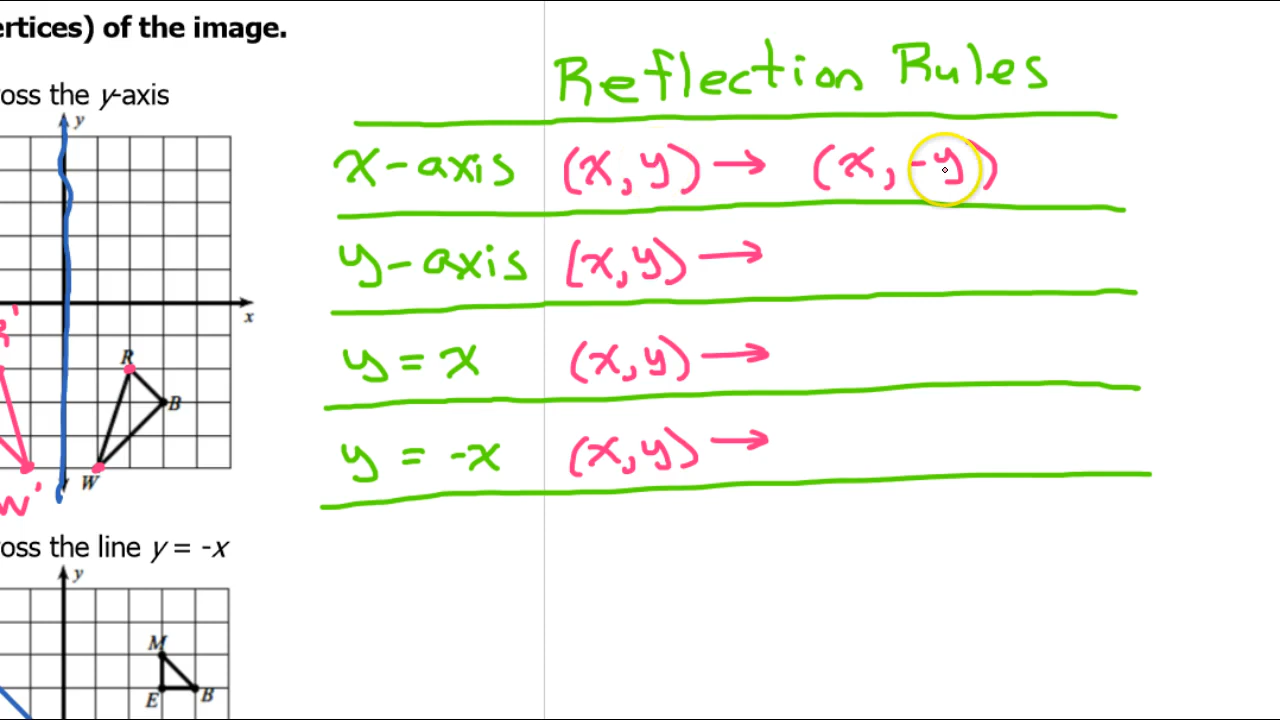 ertices) of the image.
Reflection Rules
oss the y-axis
y
x-axis (x,y) → (x,-y)
y-axis (x,y) →
x
R
y = x (x,y) →
B
y = -x (x,y) →
W
W'
oss the line y = -x
y
M
E B